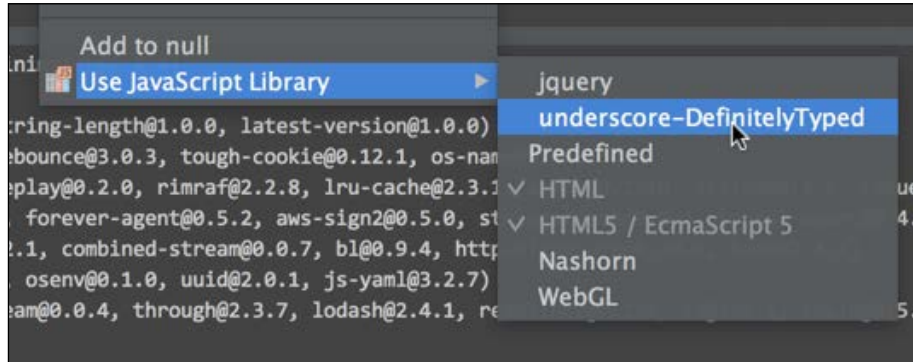 Add to null
Use JavaScript Library
jquery
underscore-DefinitelyTyped
Predefined
HTML
HTML5 / EcmaScript 5
Nashorn
WebGL
ring-length@1.0.0, latest-version@1.0.0)
ebounce@3.0.3, tough-cookie@0.12.1, os-nam
eplay@0.2.0, rimraf@2.2.8, lru-cache@2.3.1
forever-agent@0.5.2, aws-sign2@0.5.0, st
2.1, combined-stream@0.0.7, bl@0.9.4, http
osenv@0.1.0, uuid@2.0.1, js-yaml@3.2.7)
eam@0.0.4, through@2.3.7, lodash@2.4.1, re